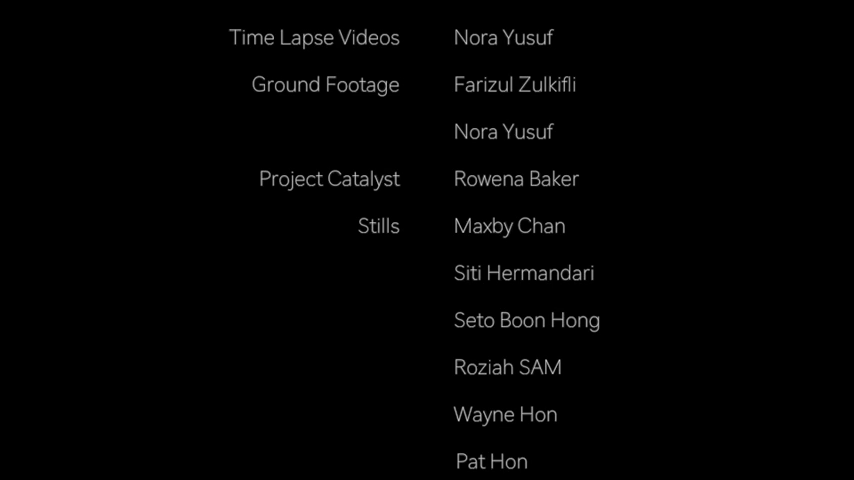 Time Lapse Videos Nora Yusuf
Ground Footage Farizul Zulkifli
Nora Yusuf
Project Catalyst Rowena Baker
Stills Maxby Chan
Siti Hermandari
Seto Boon Hong
Roziah SAM
Wayne Hon
Pat Hon